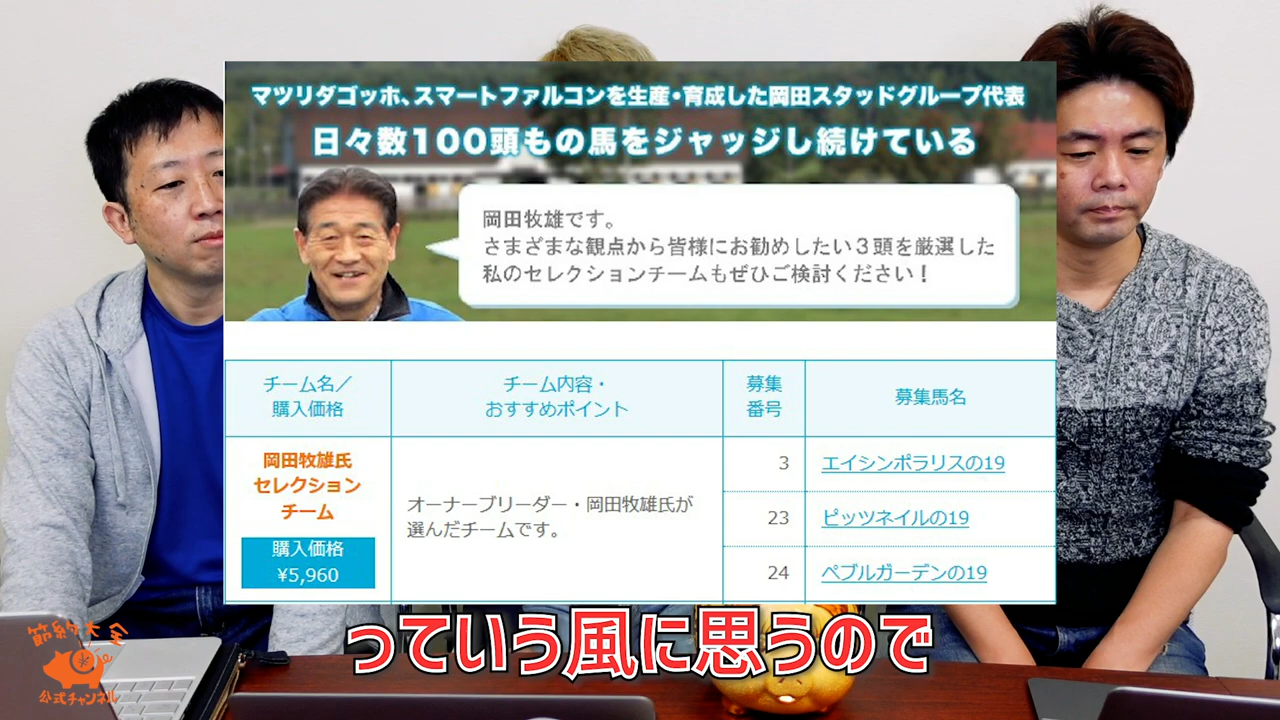 マツリダゴッホ、スマートファルコンを生産・育成した岡田スタッドグループ代表
日々数100頭もの馬をジャッジし続けている
岡田牧雄です。
さまざまな観点から皆様にお勧めしたい3頭を厳選した
私のセレクションチームもぜひご検討ください！
チーム名／
購入価格
チーム内容・
おすすめポイント
募集
番号
募集馬名
岡田牧雄氏
セレクション
チーム
購入価格
¥5,960
オーナーブリーダー・岡田牧雄氏が
選んだチームです。
3
エイシンポラリスの19
23
ピッツネイルの19
24
ペブルガーデンの19
っていう風に思うので
節約大全
公式チャンネル